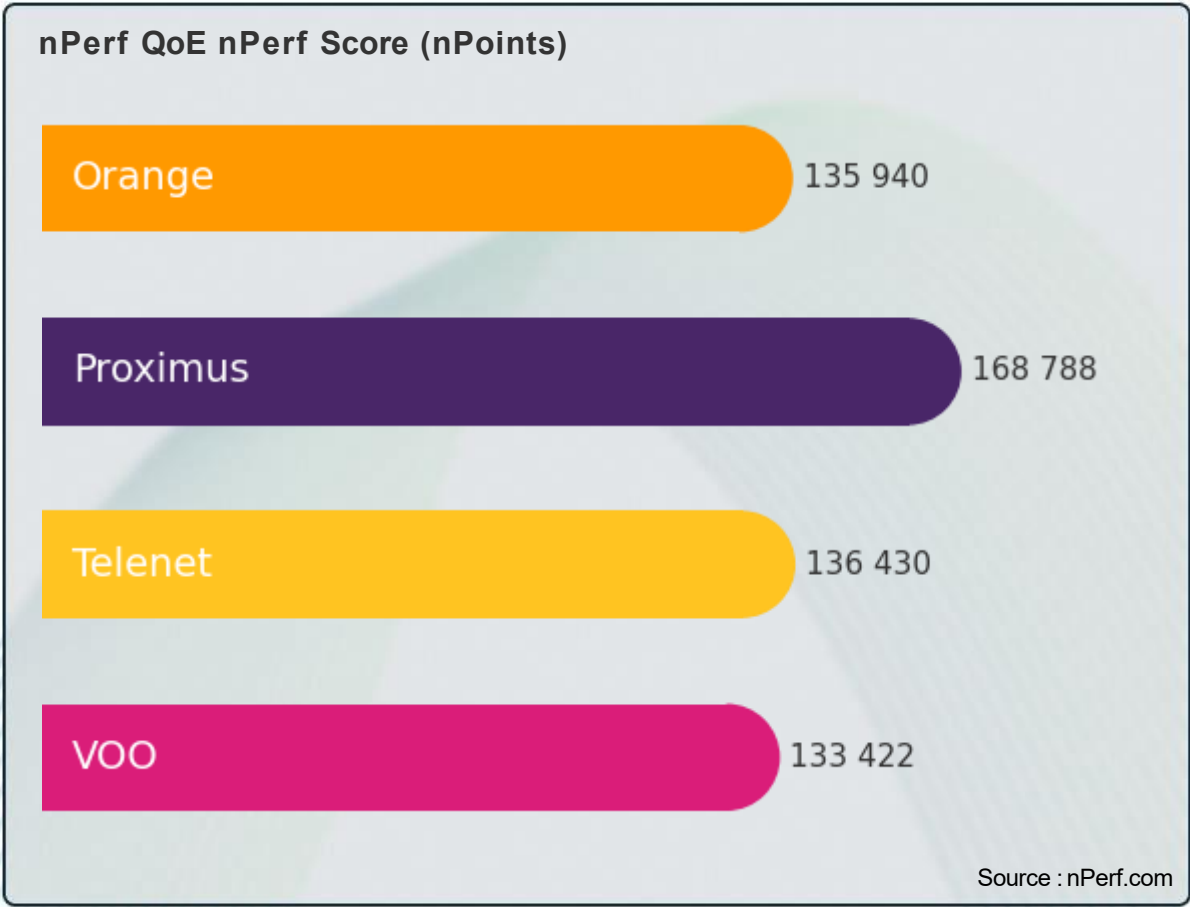 nPerf QoE nPerf Score (nPoints)
Orange 135 940
Proximus 168 788
Telenet 136 430
VOO 133 422
Source : nPerf.com